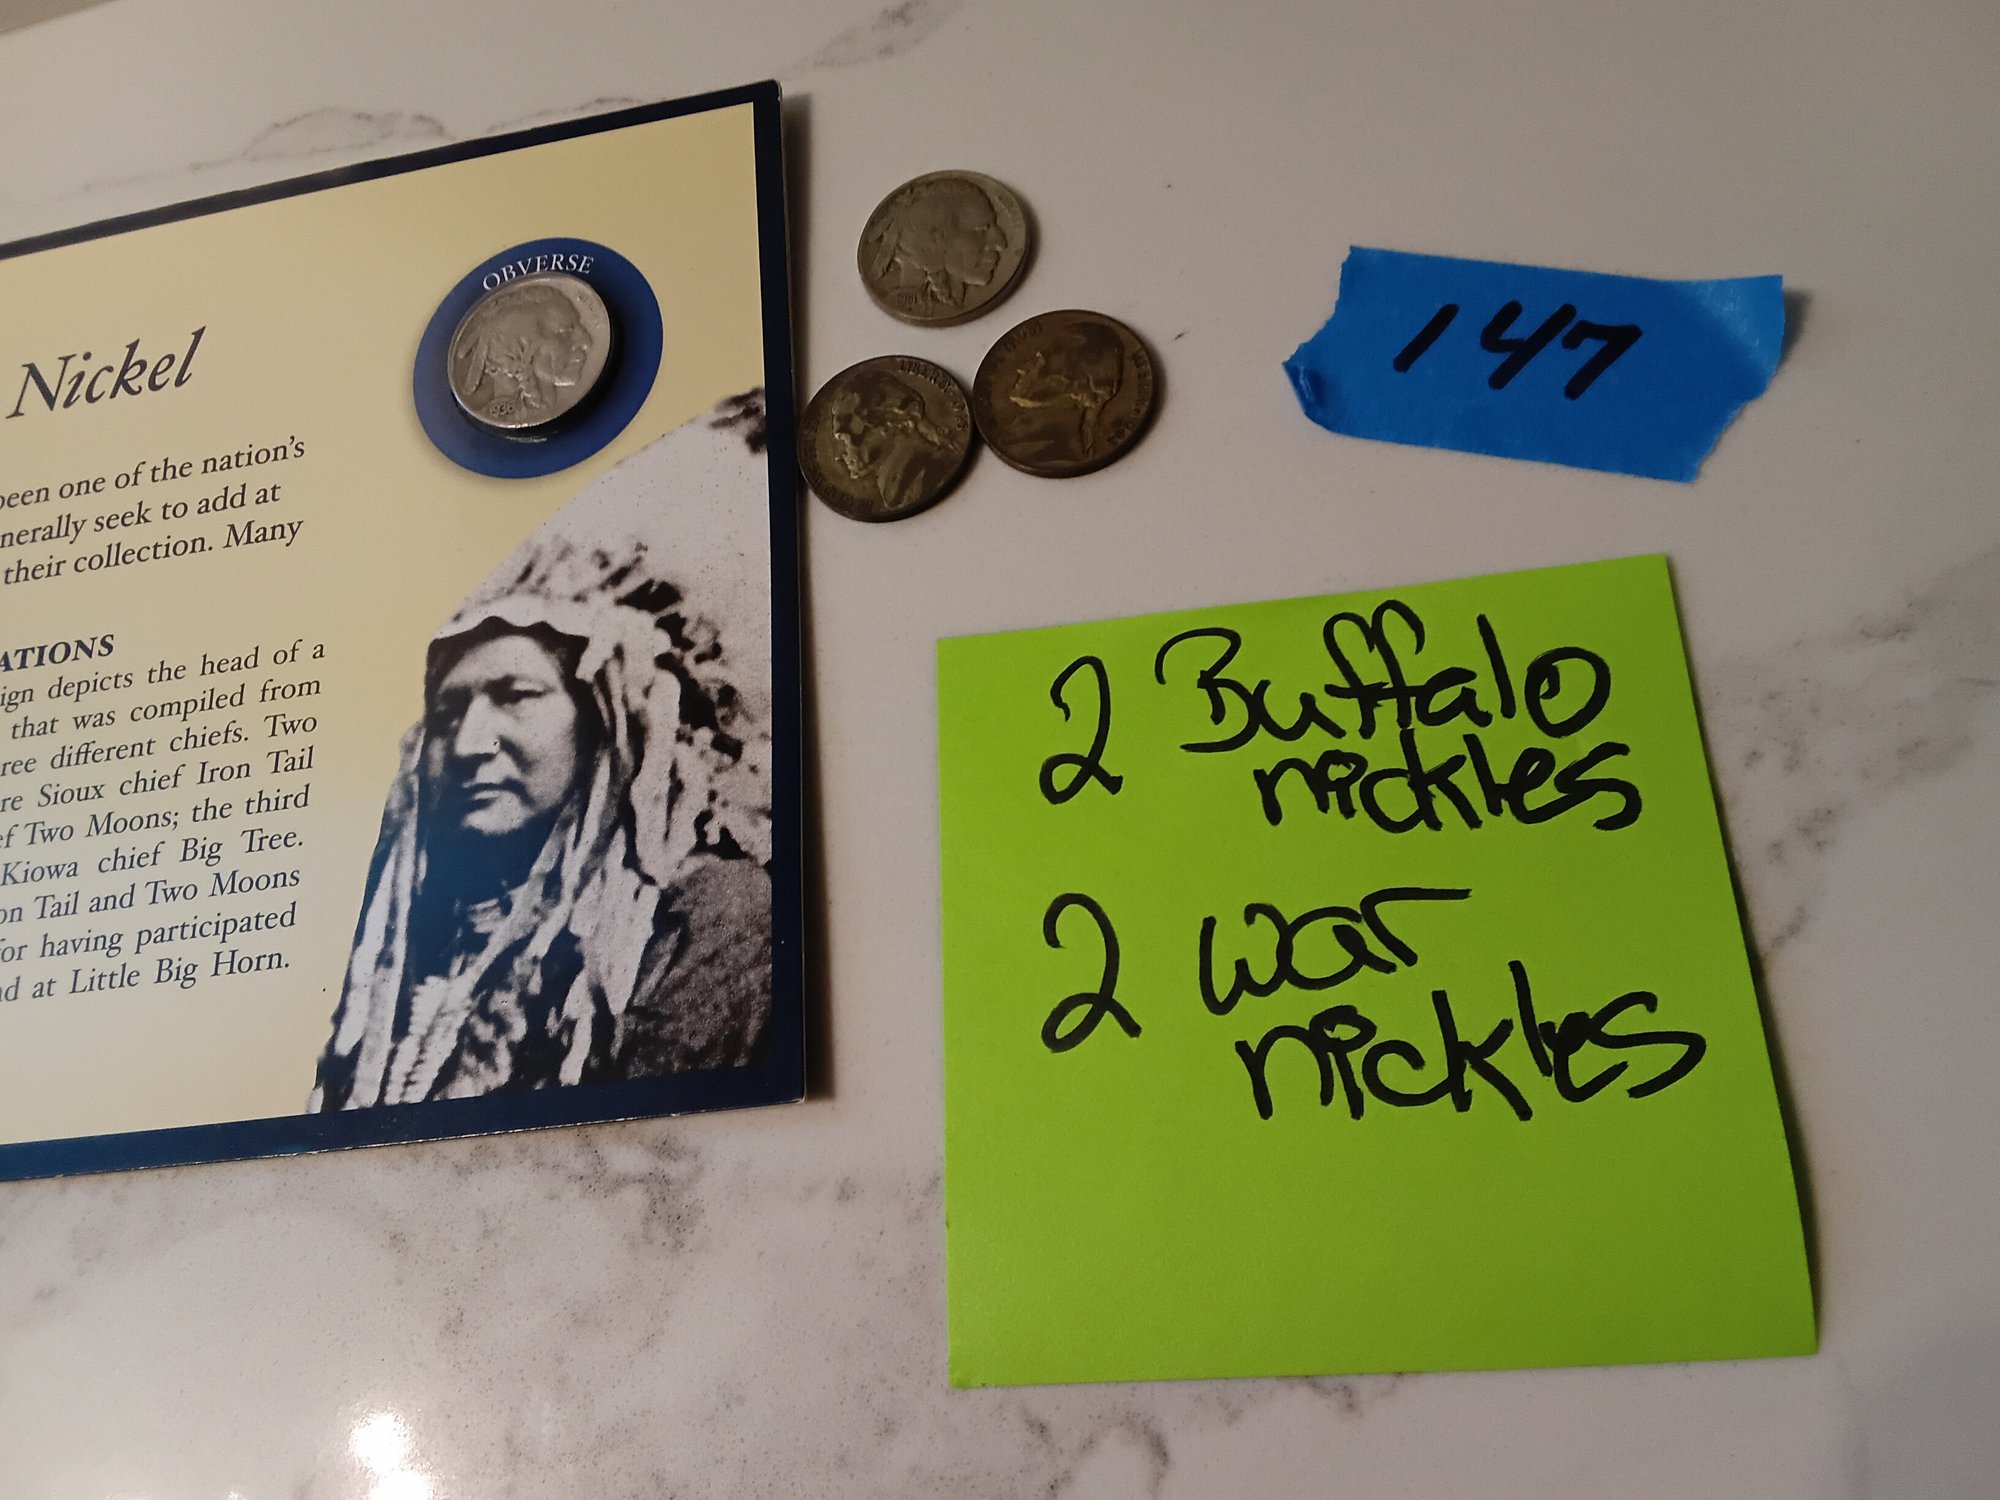 Nickel
been one of the nation's
nerally seek to add at
their collection. Many
ATIONS
ign depicts the head of a
that was compiled from
ree different chiefs. Two
re Sioux chief Iron Tail
ef Two Moons; the third
Kiowa chief Big Tree.
on Tail and Two Moons
for having participated
nd at Little Big Horn.
OBVERSE
1936
LIBERTY
147
2 Buffalo
nickles
2 war
nickles